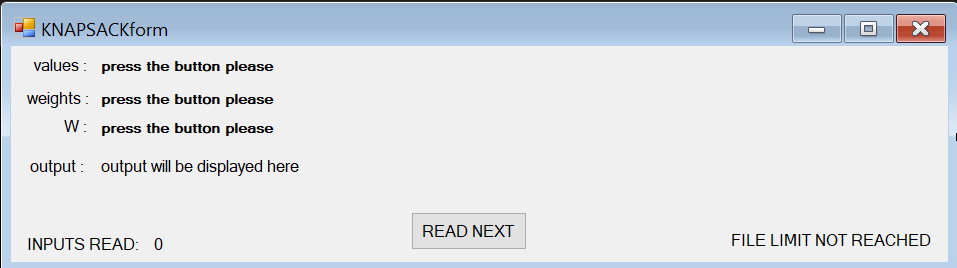 KNAPSACKform
values : press the button please
weights : press the button please
W : press the button please
output : output will be displayed here
READ NEXT
INPUTS READ: 0
FILE LIMIT NOT REACHED